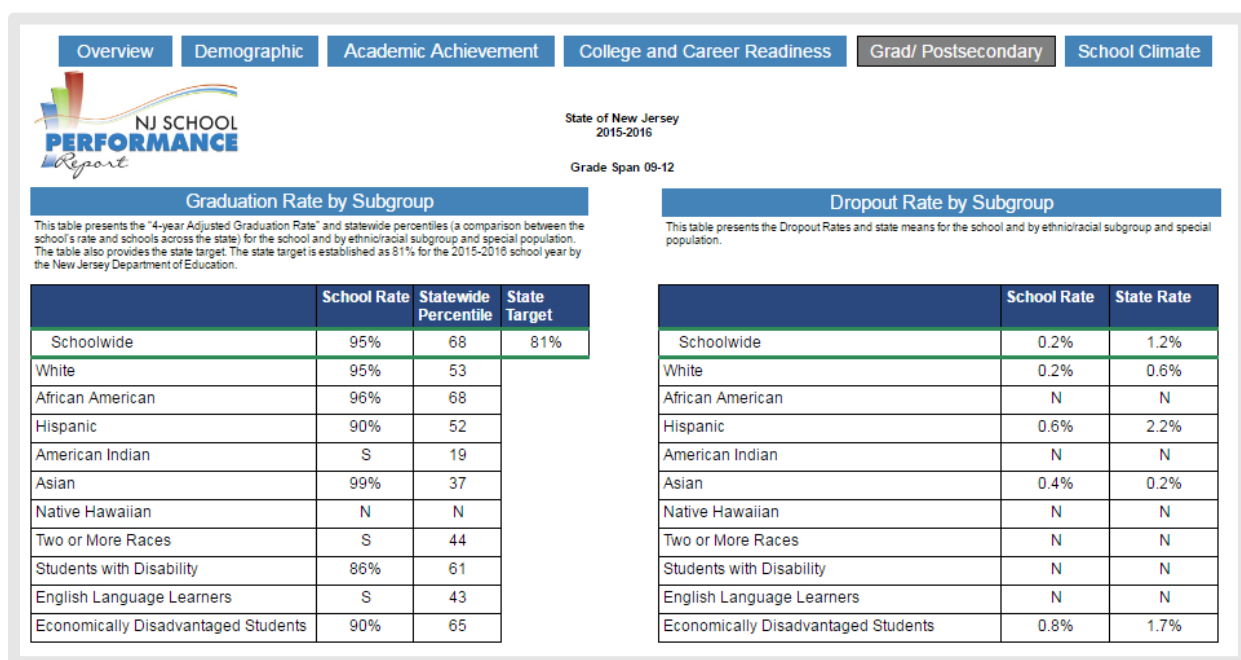 Overview Demographic Academic Achievement College and Career Readiness Grad/ Postsecondary School Climate
NJ SCHOOL
PERFORMANCE
Report
State of New Jersey
2015-2016
Grade Span 09-12
Graduation Rate by Subgroup
This table presents the "4-year Adjusted Graduation Rate" and statewide percentiles (a comparison between the
school's rate and schools across the state) for the school and by ethnic/racial subgroup and special population.
The table also provides the state target. The state target is established as 81% for the 2015-2016 school year by
the New Jersey Department of Education.
School Rate Statewide Percentile State Target
Schoolwide 95% 68 81%
White 95% 53
African American 96% 68
Hispanic 90% 52
American Indian S 19
Asian 99% 37
Native Hawaiian N N
Two or More Races S 44
Students with Disability 86% 61
English Language Learners S 43
Economically Disadvantaged Students 90% 65
Dropout Rate by Subgroup
This table presents the Dropout Rates and state means for the school and by ethnic/racial subgroup and special
population.
School Rate State Rate
Schoolwide 0.2% 1.2%
White 0.2% 0.6%
African American N N
Hispanic 0.6% 2.2%
American Indian N N
Asian 0.4% 0.2%
Native Hawaiian N N
Two or More Races N N
Students with Disability N N
English Language Learners N N
Economically Disadvantaged Students 0.8% 1.7%